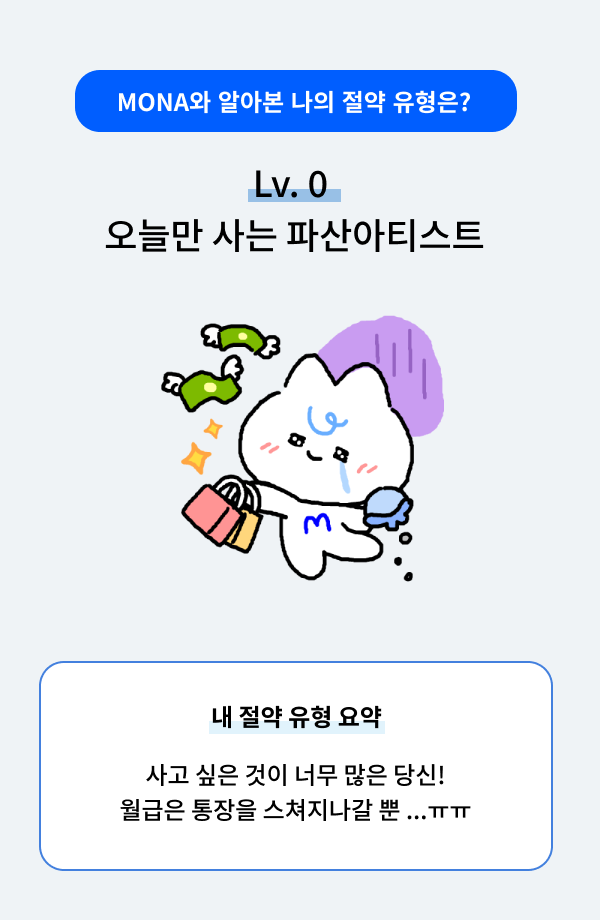 MONA와 알아본 나의 절약 유형은?
Lv. 0
오늘만 사는 파산아티스트
m
내 절약 유형 요약
사고 싶은 것이 너무 많은 당신!
월급은 통장을 스쳐지나갈 뿐 ...ㅠㅠ